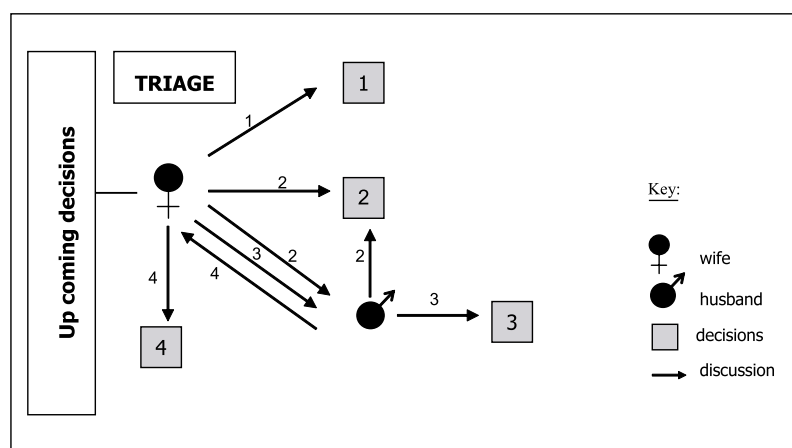 Up coming decisions
TRIAGE
1
1
2
2
2
3
4
2
4
3
3
4
Key:
wife
husband
decisions
discussion